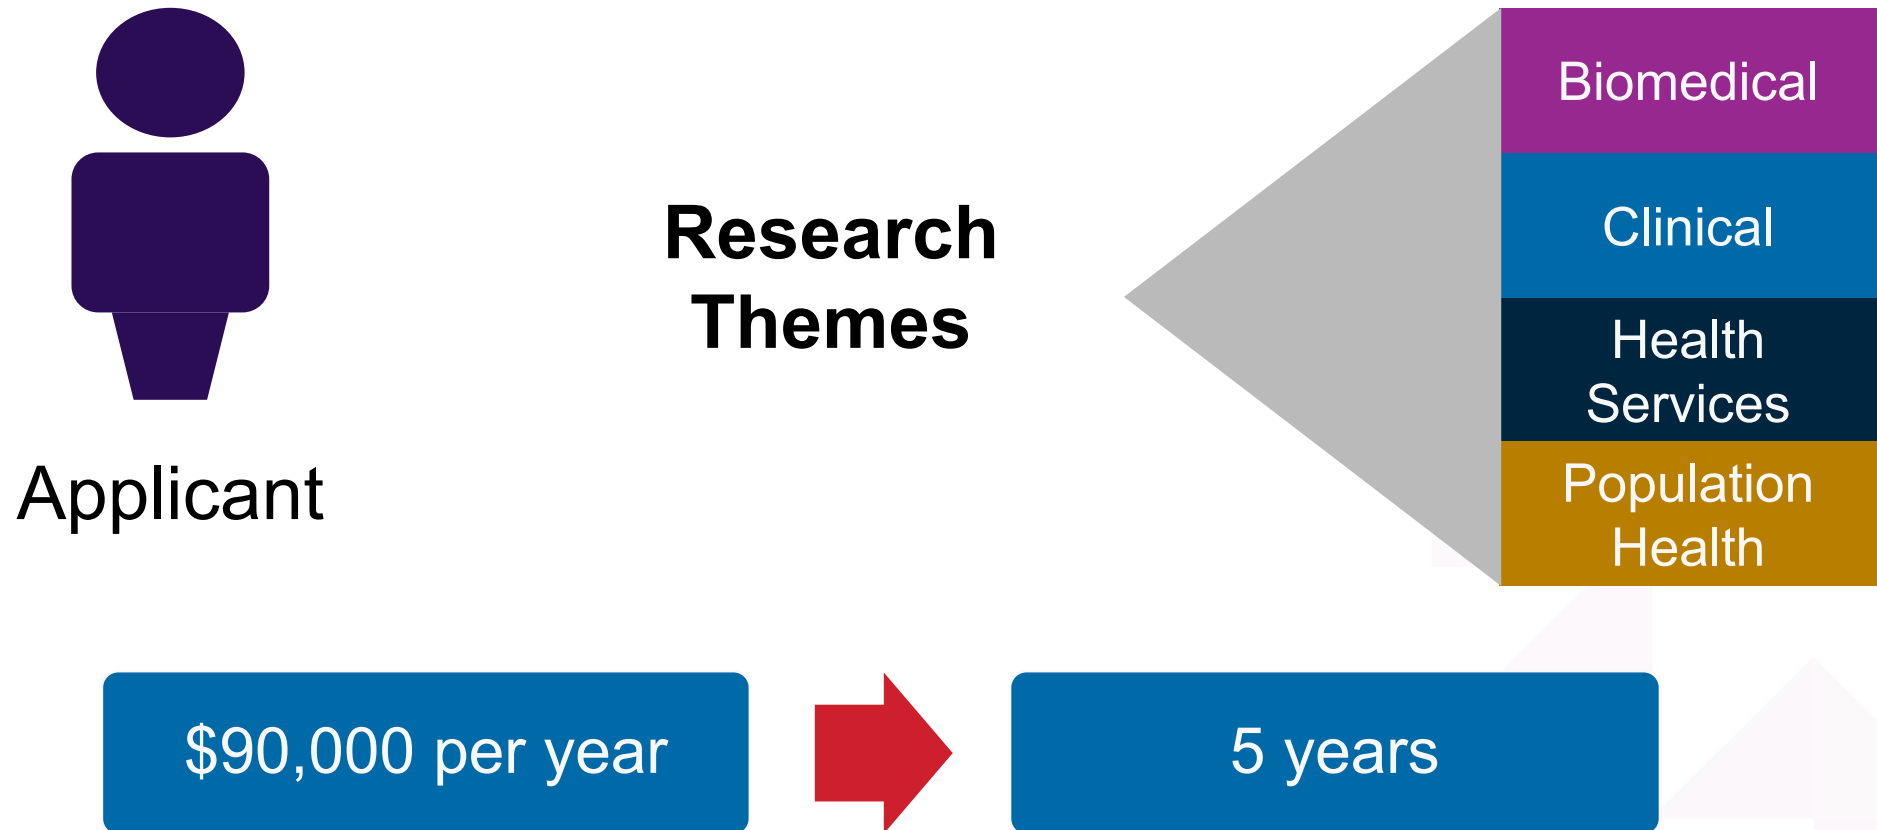 Applicant
Research
Themes
Biomedical
Clinical
Health
Services
Population
Health
$90,000 per year
5 years